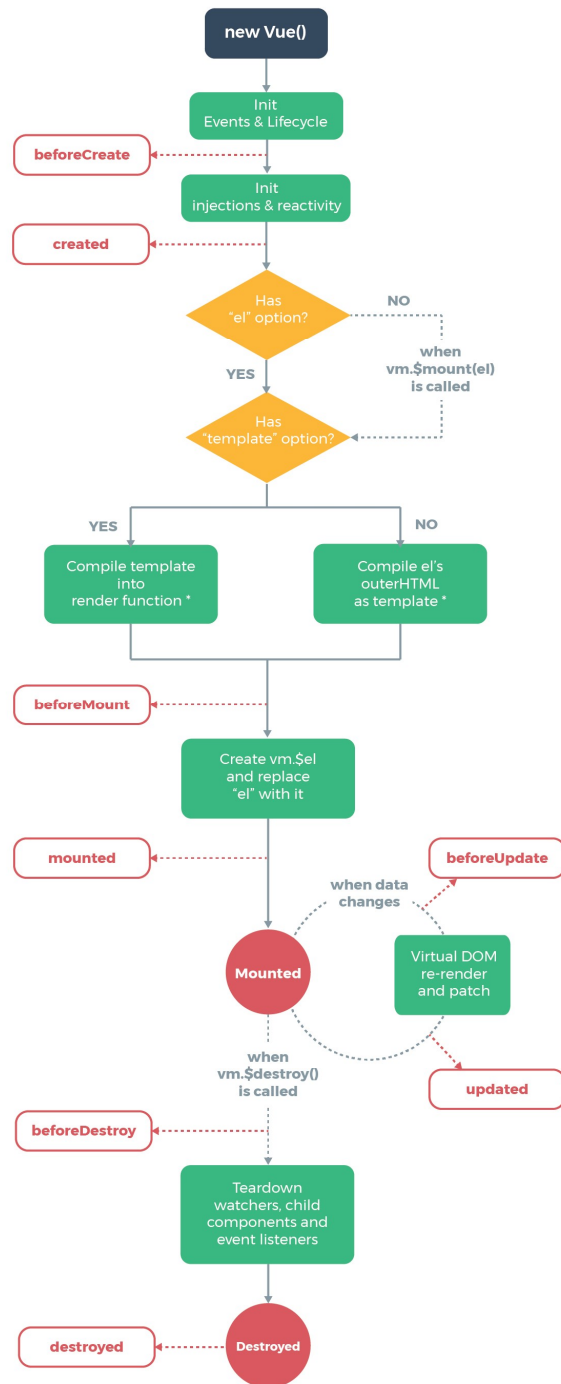 new Vue()
Init
Events & Lifecycle
beforeCreate
Init
injections & reactivity
created
Has
“el” option?
NO
when
vm.$mount(el)
is called
YES
Has
“template” option?
YES
NO
Compile template
into
render function *
Compile el’s
outerHTML
as template *
beforeMount
Create vm.$el
and replace
“el” with it
mounted
beforeUpdate
when data
changes
Mounted
Virtual DOM
re-render
and patch
when
vm.$destroy()
is called
updated
beforeDestroy
Teardown
watchers, child
components and
event listeners
destroyed
Destroyed